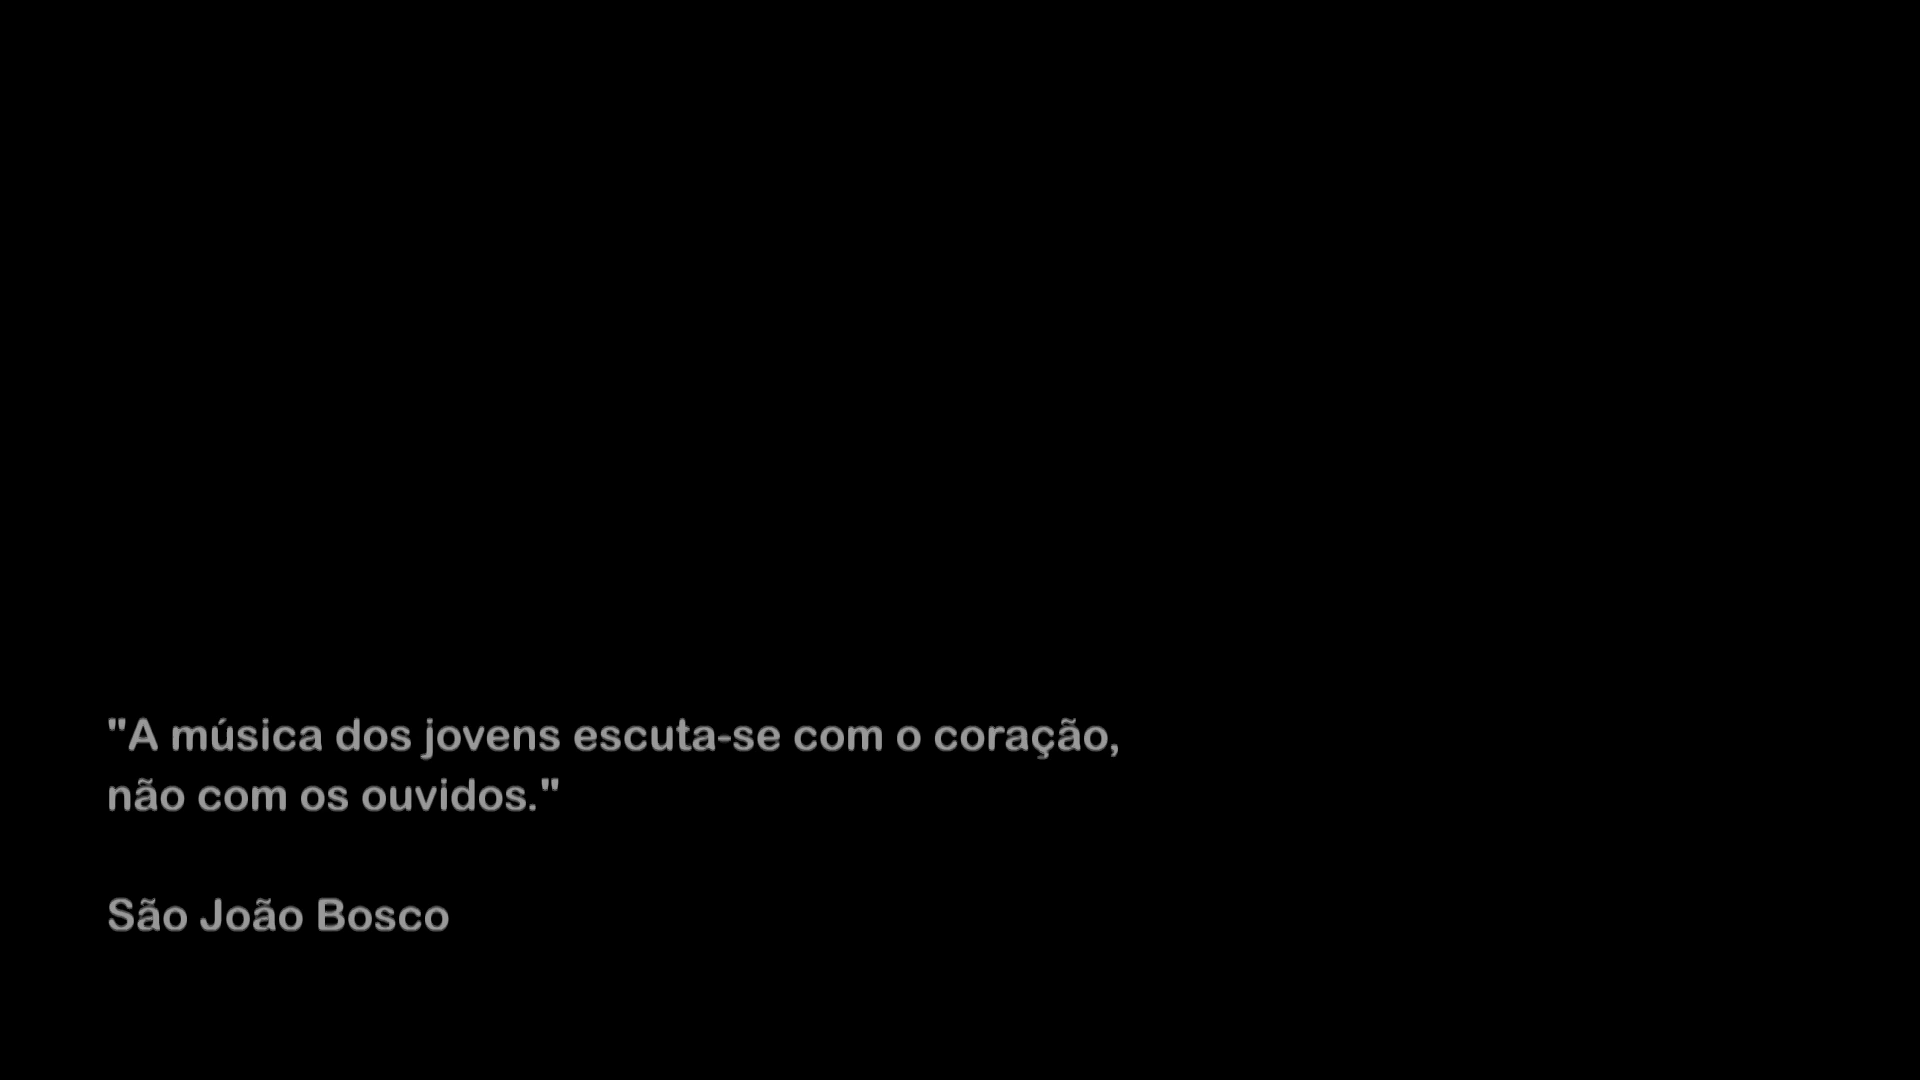 "A música dos jovens escuta-se com o coração,
não com os ouvidos."
São João Bosco